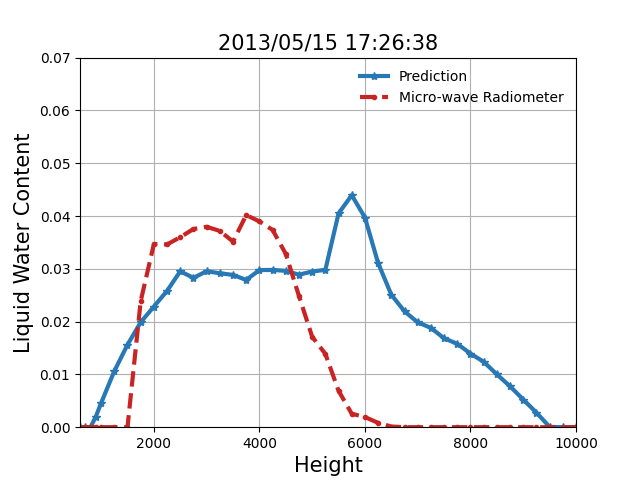 2013/05/15 17:26:38
0.07
0.06
0.05
0.04
0.03
0.02
0.01
0.00
Liquid Water Content
Prediction
Micro-wave Radiometer
2000 4000 6000 8000 10000
Height